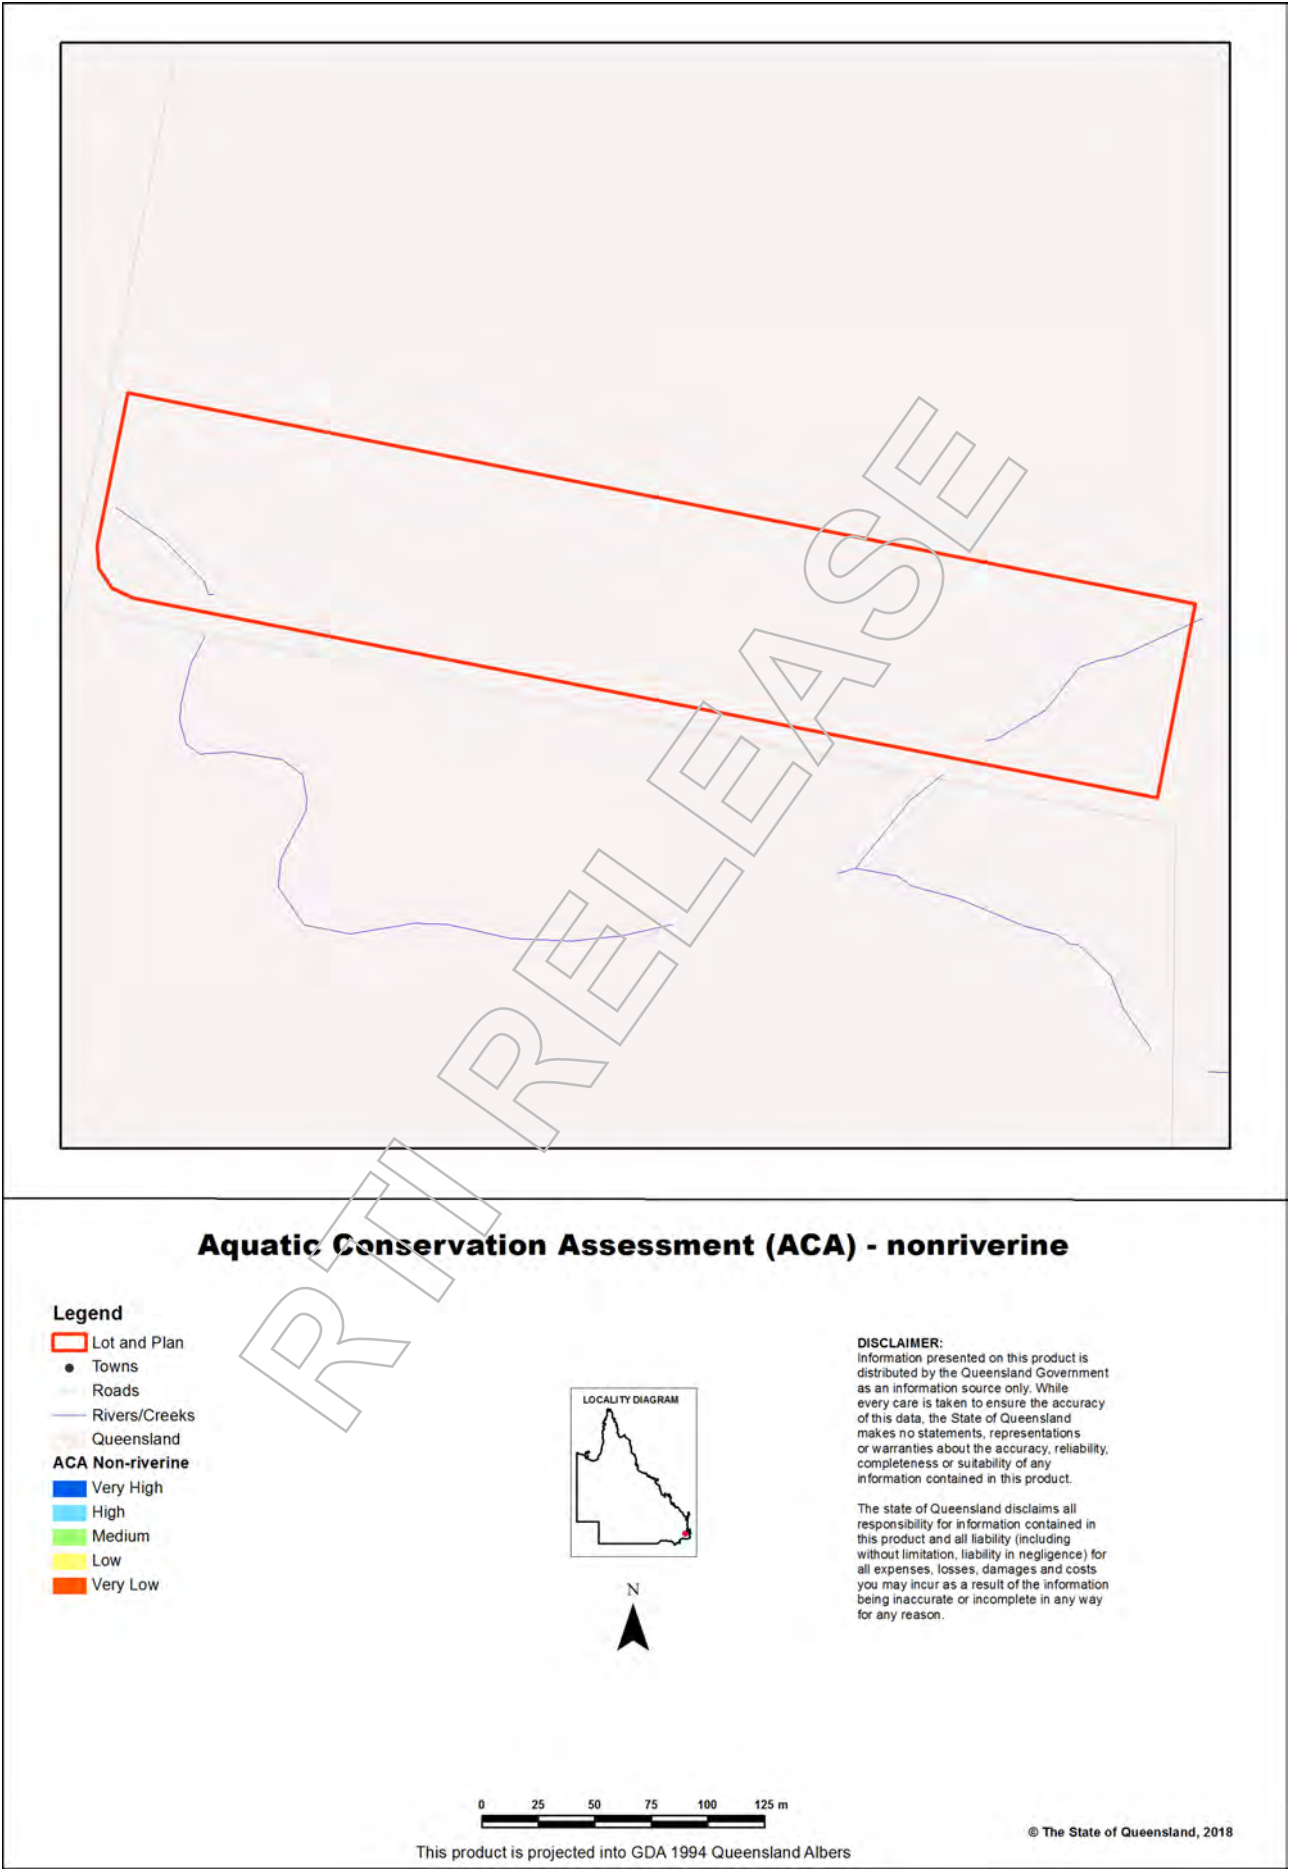 RTI RELEASE
Aquatic Conservation Assessment (ACA) - nonriverine
Legend
Lot and Plan
Towns
Roads
Rivers/Creeks
Queensland
ACA Non-riverine
Very High
High
Medium
Low
Very Low
LOCALITY DIAGRAM
N
DISCLAIMER:
Information presented on this product is
distributed by the Queensland Government
as an information source only. While
every care is taken to ensure the accuracy
of this data, the State of Queensland
makes no statements, representations
or warranties about the accuracy, reliability,
completeness or suitability of any
information contained in this product.
The state of Queensland disclaims all
responsibility for information contained in
this product and all liability (including
without limitation, liability in negligence) for
all expenses, losses, damages and costs
you may incur as a result of the information
being inaccurate or incomplete in any way
for any reason.
0 25 50 75 100 125 m
This product is projected into GDA 1994 Queensland Albers
© The State of Queensland, 2018